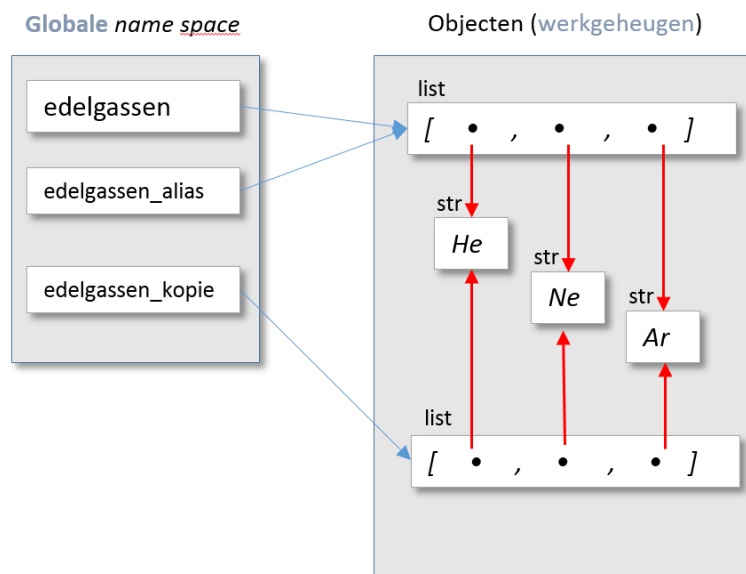 Globale name space
Objecten (werkgeheugen)
edelgassen
edelgassen_alias
edelgassen_kopie
list
[ • , • , • ]
str
He
str
Ne
str
Ar
list
[ • , • , • ]